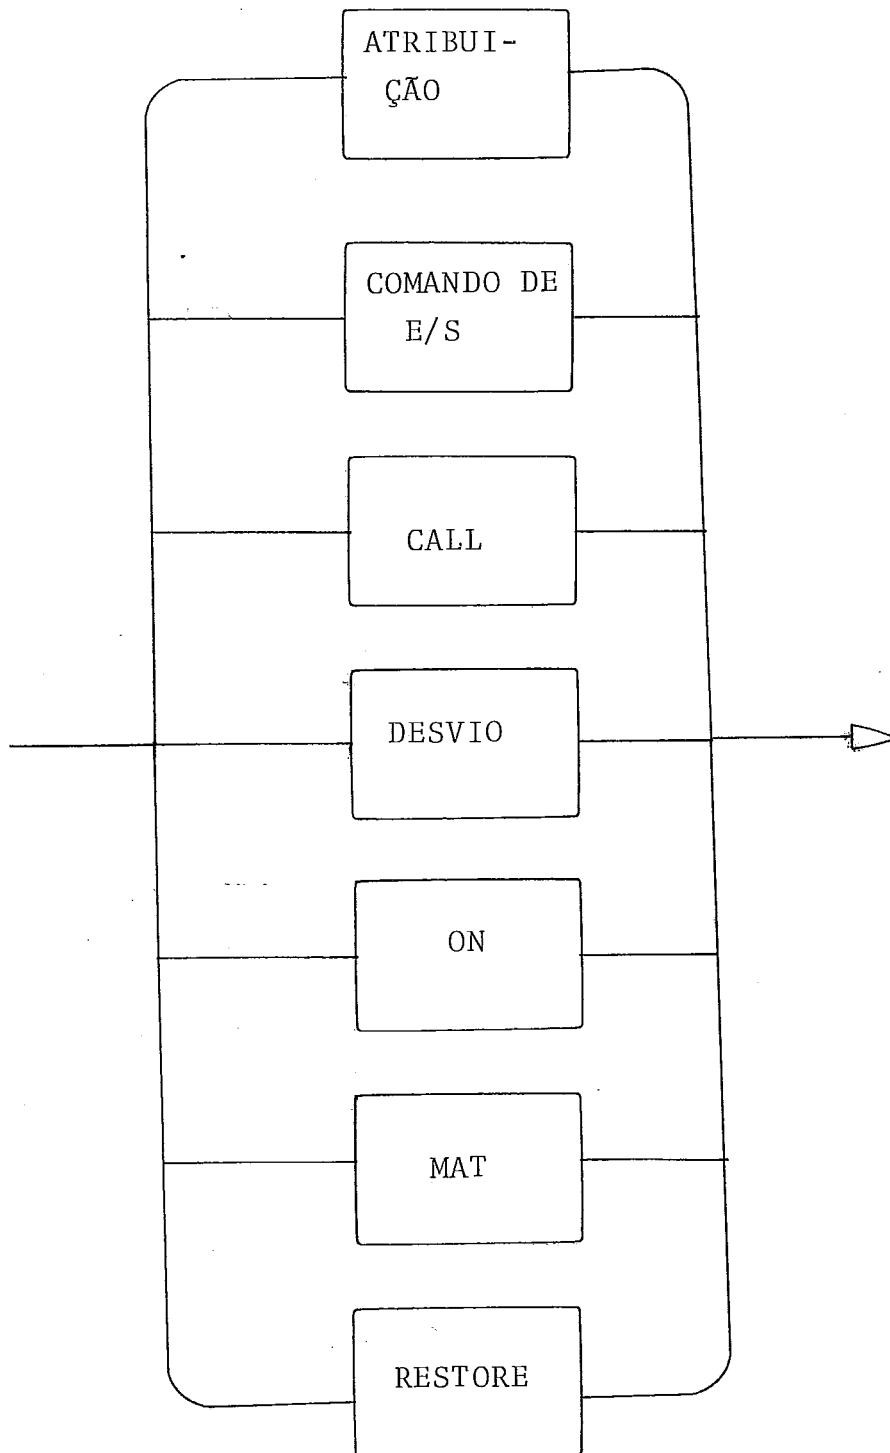 ATRIBUI-
ÇÃO
COMANDO DE
E/S
CALL
DESVIO
ON
MAT
RESTORE